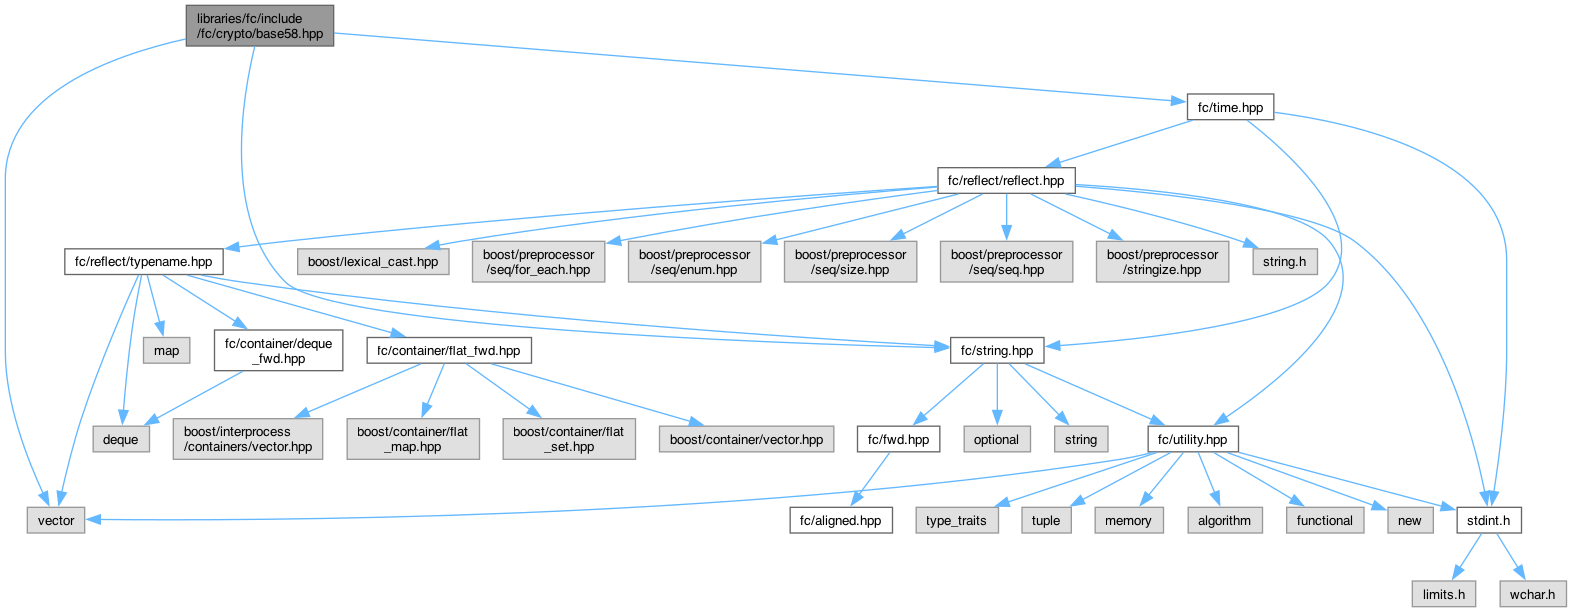 libraries/fc/include
/fc/crypto/base58.hpp
fc/time.hpp
fc/reflect/reflect.hpp
fc/reflect/typename.hpp
boost/lexical_cast.hpp
boost/preprocessor
/seq/for_each.hpp
boost/preprocessor
/seq/enum.hpp
boost/preprocessor
/seq/size.hpp
boost/preprocessor
/seq/seq.hpp
boost/preprocessor
/stringize.hpp
string.h
map
fc/container/deque
_fwd.hpp
fc/container/flat_fwd.hpp
fc/string.hpp
deque
boost/interprocess
/containers/vector.hpp
boost/container/flat
_map.hpp
boost/container/flat
_set.hpp
boost/container/vector.hpp
fc/fwd.hpp
optional
string
fc/utility.hpp
vector
fc/aligned.hpp
type_traits
tuple
memory
algorithm
functional
new
stdint.h
limits.h
wchar.h